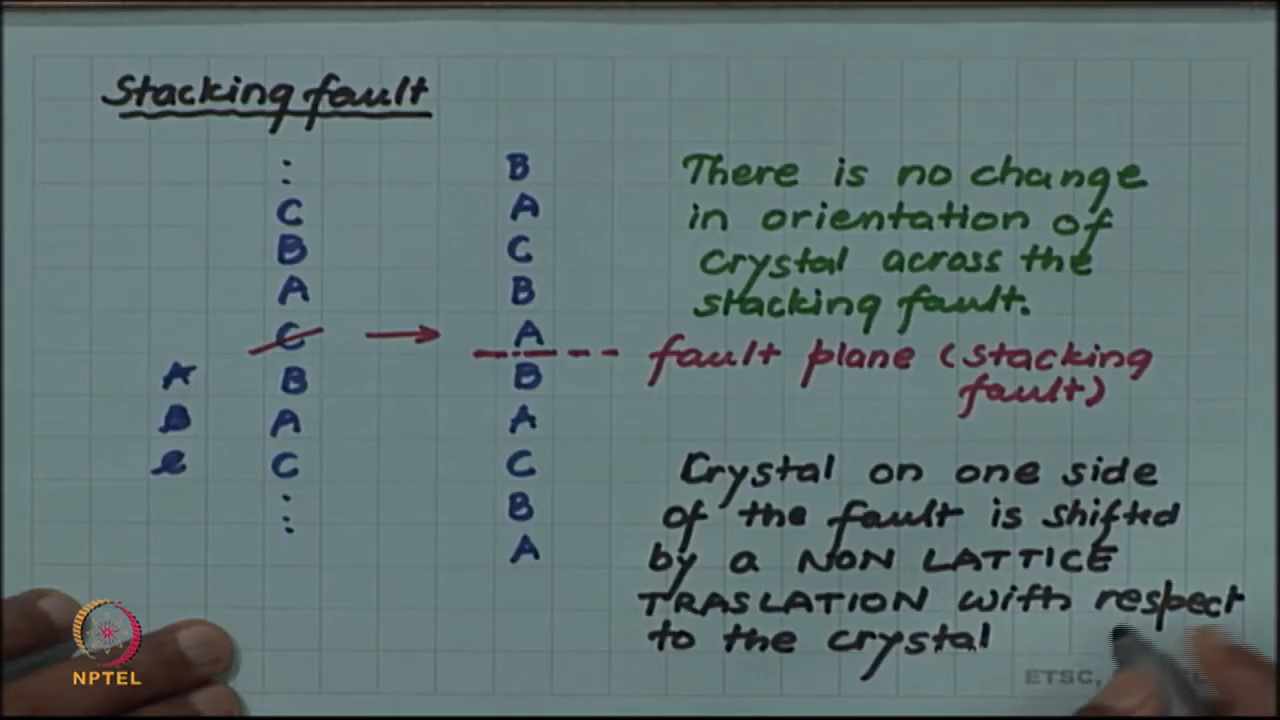 Stacking fault
:
C
B
A
C
B
A
C
:
A
B
C
→
B
A
C
B
A
B
A
C
B
A
There is no change
in orientation of
crystal across the
stacking fault.
fault plane (stacking
fault)
Crystal on one side
of the fault is shifted
by a NON LATTICE
TRASLATION with respect
to the crystal
NPTEL
ETSC,